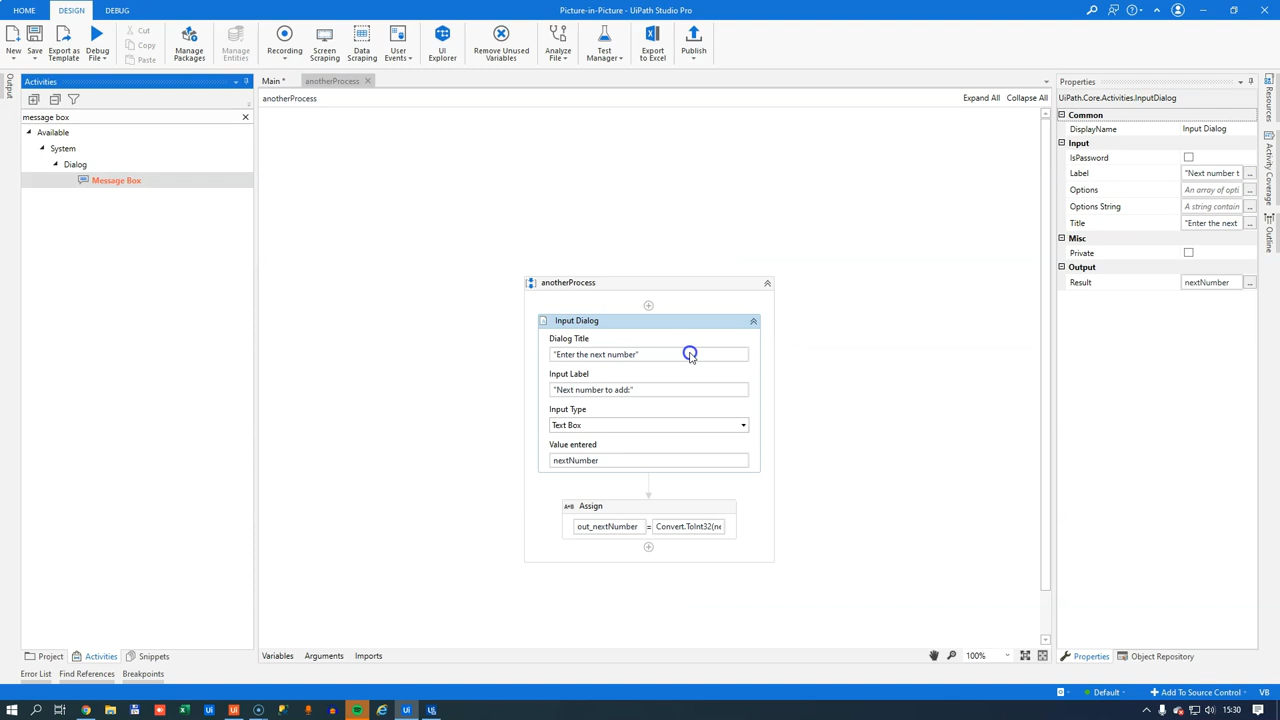 HOME DESIGN DEBUG
Picture-in-Picture - UiPath Studio Pro
New Save Export as Template Debug File
Cut
Copy
Paste
Manage Packages Manage Entities Recording Screen Scraping Data Scraping User Events UI Explorer Remove Unused Variables Analyze File Test Manager Export to Excel Publish
Output
Activities
message box
Available
System
Dialog
Message Box
Main *
anotherProcess
anotherProcess
Expand All Collapse All
anotherProcess
Input Dialog
Dialog Title
"Enter the next number"
Input Label
"Next number to add:"
Input Type
Text Box
Value entered
nextNumber
Assign
A+B
out_nextNumber = Convert.ToInt32(ne
Variables Arguments Imports
100%
Properties
UiPath.Core.Activities.InputDialog
Common
DisplayName Input Dialog
Input
IsPassword
Label "Next number t ...
Options An array of opti ...
Options String A string contain ...
Title "Enter the next ...
Misc
Private
Output
Result nextNumber ...
Resources
Activity Coverage
Outline
Project Activities Snippets
Properties Object Repository
Error List Find References Breakpoints
Default
Add To Source Control
VB
15:30